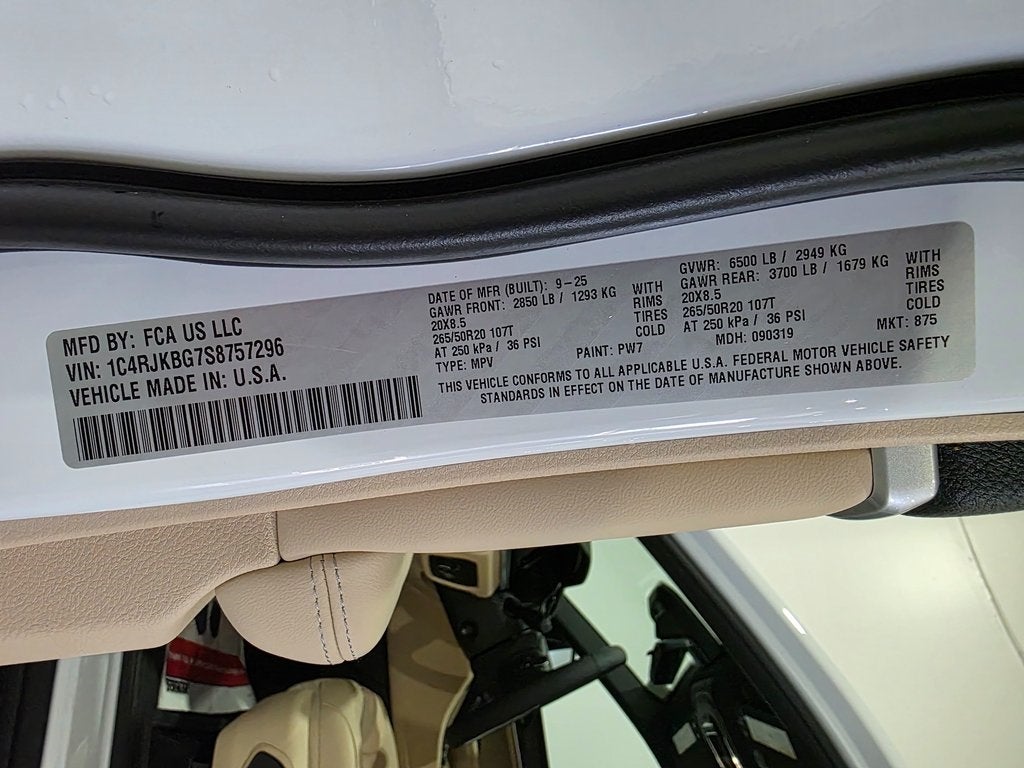 MFD BY: FCA US LLC
VIN: 1C4RJKBG7S8757296
VEHICLE MADE IN: U.S.A.
DATE OF MFR (BUILT): 9-25
GAWR FRONT: 2850 LB / 1293 KG WITH
20X8.5 RIMS
265/50R20 107T TIRES
AT 250 kPa / 36 PSI COLD
TYPE: MPV PAINT: PW7
GVWR: 6500 LB / 2949 KG
GAWR REAR: 3700 LB / 1679 KG WITH
20X8.5 RIMS
265/50R20 107T TIRES
AT 250 kPa / 36 PSI COLD
MDH: 090319 MKT: 875
THIS VEHICLE CONFORMS TO ALL APPLICABLE U.S.A. FEDERAL MOTOR VEHICLE SAFETY
STANDARDS IN EFFECT ON THE DATE OF MANUFACTURE SHOWN ABOVE.